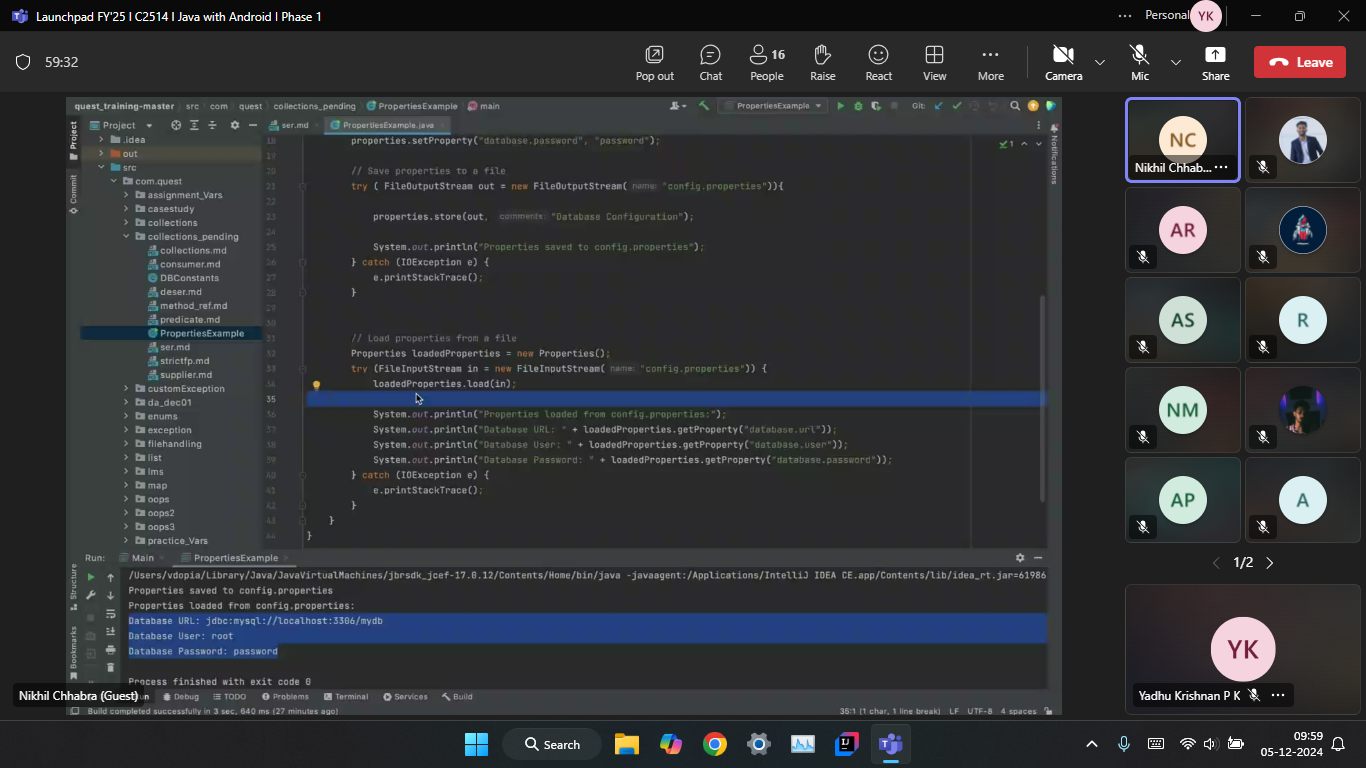 Launchpad FY'25 | C2514 | Java with Android | Phase 1
Personal
YK
59:32
Pop out
Chat
People
16
Raise
React
View
More
Camera
Mic
Share
Leave
quest_training-master
src
com
quest
collections_pending
PropertiesExample
main
PropertiesExample
Git:
Project
ser.md
PropertiesExample.java
.idea
out
src
com.quest
assignment_Vars
casestudy
collections
collections_pending
collections.md
consumer.md
DBConstants
deser.md
method_ref.md
predicate.md
PropertiesExample
ser.md
strictfp.md
supplier.md
customException
da_dec01
enums
exception
filehandling
list
lms
map
oops
oops2
oops3
practice_Vars
Project
Commit
Structure
Bookmarks
Notifications
1
18 properties.setProperty("database.password", "password");
19
20 // Save properties to a file
21 try ( FileOutputStream out = new FileOutputStream( name: "config.properties")){
22
23 properties.store(out, comments: "Database Configuration");
24
25 System.out.println("Properties saved to config.properties");
26 } catch (IOException e) {
27 e.printStackTrace();
28 }
29
30
31 // Load properties from a file
32 Properties loadedProperties = new Properties();
33 try (FileInputStream in = new FileInputStream( name: "config.properties")) {
34 loadedProperties.load(in);
35
36 System.out.println("Properties loaded from config.properties:");
37 System.out.println("Database URL: " + loadedProperties.getProperty("database.url"));
38 System.out.println("Database User: " + loadedProperties.getProperty("database.user"));
39 System.out.println("Database Password: " + loadedProperties.getProperty("database.password"));
40 } catch (IOException e) {
41 e.printStackTrace();
42 }
43 }
44 }
Run:
Main
PropertiesExample
/Users/vdopia/Library/Java/JavaVirtualMachines/jbrsdk_jcef-17.0.12/Contents/Home/bin/java -javaagent:/Applications/IntelliJ IDEA CE.app/Contents/lib/idea_rt.jar=61986
Properties saved to config.properties
Properties loaded from config.properties:
Database URL: jdbc:mysql://localhost:3306/mydb
Database User: root
Database Password: password
Process finished with exit code 0
Nikhil Chhabra (Guest)
Debug
TODO
Problems
Terminal
Services
Build
Build completed successfully in 3 sec, 640 ms (27 minutes ago)
35:1 (1 char, 1 line break)
LF
UTF-8
4 spaces
NC
Nikhil Chhab...
AR
AS
R
NM
AP
A
1/2
YK
Yadhu Krishnan P K
Search
09:59
05-12-2024